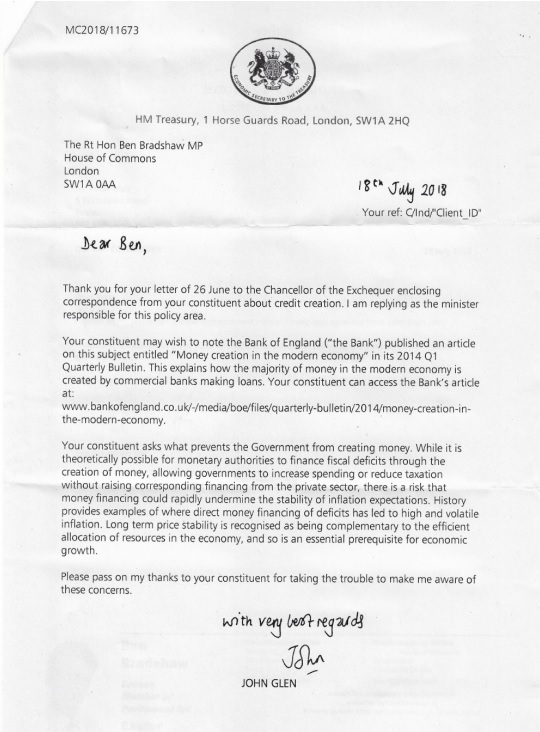 MC2018/11673
ECONOMIC SECRETARY TO THE TREASURY
HM Treasury, 1 Horse Guards Road, London, SW1A 2HQ
The Rt Hon Ben Bradshaw MP
House of Commons
London
SW1A 0AA
18th July 2018
Your ref: C/Ind/"Client_ID"
Dear Ben,
Thank you for your letter of 26 June to the Chancellor of the Exchequer enclosing
correspondence from your constituent about credit creation. I am replying as the minister
responsible for this policy area.
Your constituent may wish to note the Bank of England ("the Bank") published an article
on this subject entitled "Money creation in the modern economy" in its 2014 Q1
Quarterly Bulletin. This explains how the majority of money in the modern economy is
created by commercial banks making loans. Your constituent can access the Bank's article
at:
www.bankofengland.co.uk/-/media/boe/files/quarterly-bulletin/2014/money-creation-in-
the-modern-economy.
Your constituent asks what prevents the Government from creating money. While it is
theoretically possible for monetary authorities to finance fiscal deficits through the
creation of money, allowing governments to increase spending or reduce taxation
without raising corresponding financing from the private sector, there is a risk that
money financing could rapidly undermine the stability of inflation expectations. History
provides examples of where direct money financing of deficits has led to high and volatile
inflation. Long term price stability is recognised as being complementary to the efficient
allocation of resources in the economy, and so is an essential prerequisite for economic
growth.
Please pass on my thanks to your constituent for taking the trouble to make me aware of
these concerns.
with very best regards
John
JOHN GLEN